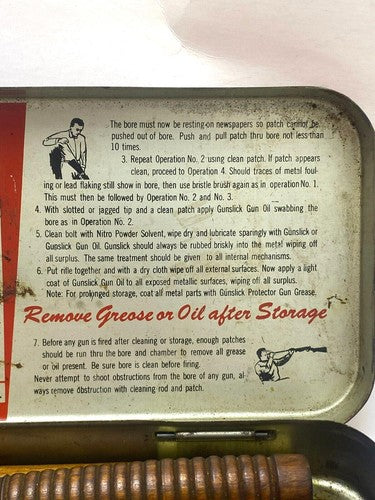 The bore must now be resting on newspapers so patch cannot be
pushed out of bore. Push and pull patch thru bore not less than
10 times.
3. Repeat Operation No. 2 using clean patch. If patch appears
clean, proceed to Operation 4. Should traces of metal foul-
ing or lead flaking still show in bore, then use bristle brush again as in operation No. 1.
This must then be followed by Operation No. 2 and No. 3.
4. With slotted or jagged tip and a clean patch apply Gunslick Gun Oil swabbing the
bore as in Operation No. 2.
5. Clean bolt with Nitro Powder Solvent, wipe dry and lubricate sparingly with Gunslick or
Gunslick Gun Oil. Gunslick should always be rubbed briskly into the metal wiping off
all surplus. The same treatment should be given to all internal mechanisms.
6. Put rifle together and with a dry cloth wipe off all external surfaces. Now apply a light
coat of Gunslick Gun Oil to all exposed metallic surfaces, wiping off all surplus.
Note: For prolonged storage, coat all metal parts with Gunslick Protector Gun Grease.
Remove Grease or Oil after Storage
7. Before any gun is fired after cleaning or storage, enough patches
should be run thru the bore and chamber to remove all grease
or oil present. Be sure bore is clean before firing.
Never attempt to shoot obstructions from the bore of any gun, al-
ways remove obstruction with cleaning rod and patch.